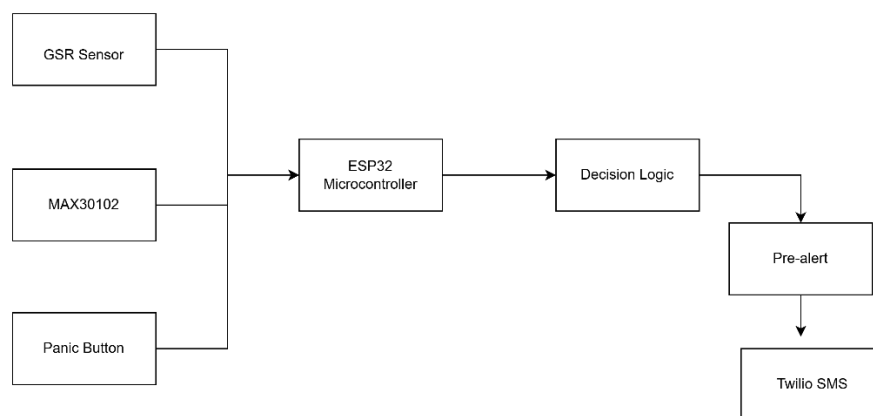 GSR Sensor
MAX30102
Panic Button
ESP32
Microcontroller
Decision Logic
Pre-alert
Twilio SMS